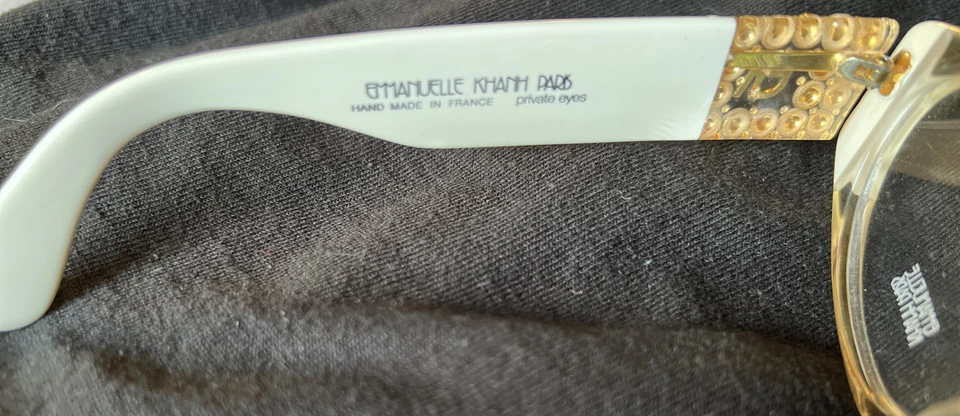 EMMANUELLE KHANH PARIS
HAND MADE IN FRANCE private eyes